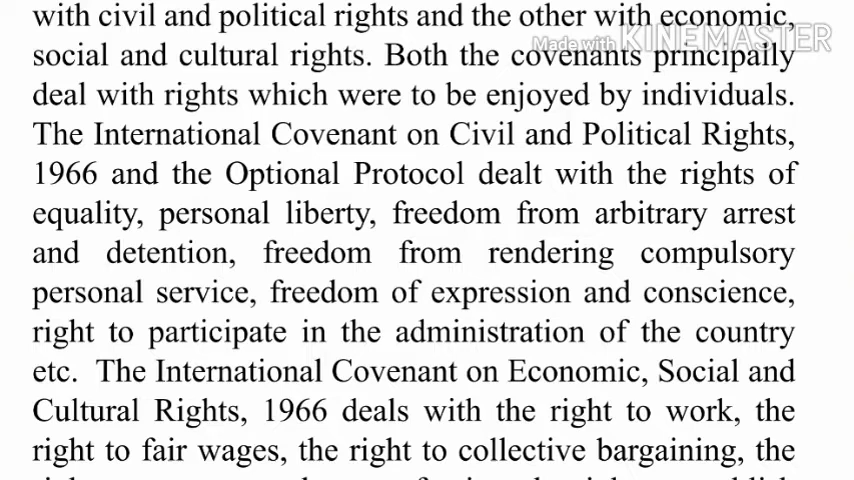 with civil and political rights and the other with economic,
Made with KINEMASTER
social and cultural rights. Both the covenants principally
deal with rights which were to be enjoyed by individuals.
The International Covenant on Civil and Political Rights,
1966 and the Optional Protocol dealt with the rights of
equality, personal liberty, freedom from arbitrary arrest
and detention, freedom from rendering compulsory
personal service, freedom of expression and conscience,
right to participate in the administration of the country
etc. The International Covenant on Economic, Social and
Cultural Rights, 1966 deals with the right to work, the
right to fair wages, the right to collective bargaining, the